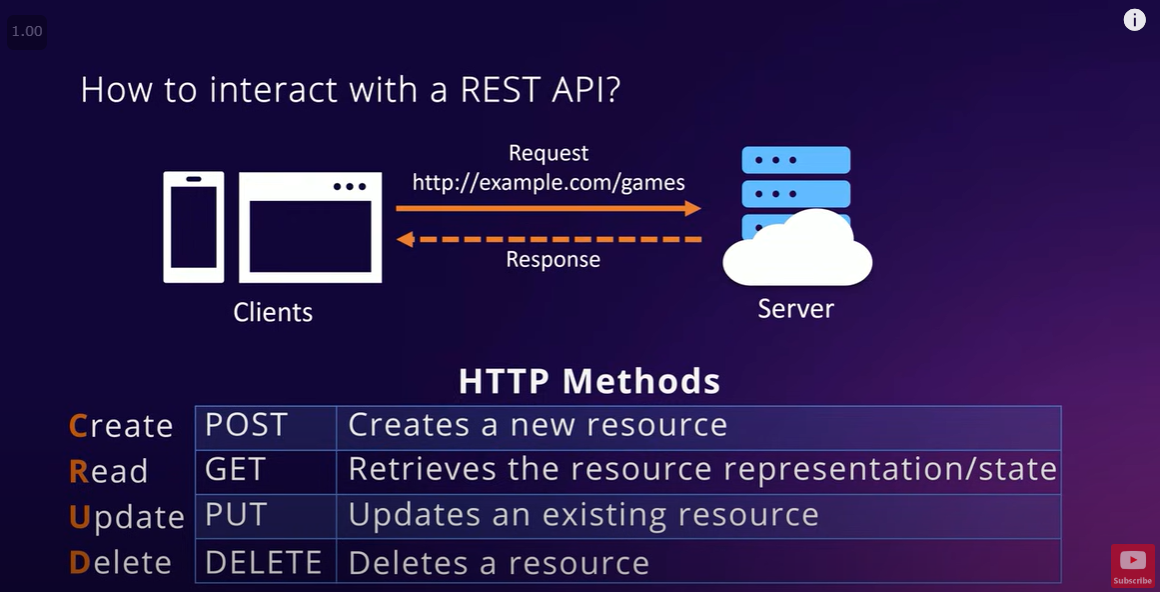 1.00
i
How to interact with a REST API?
Request
http://example.com/games
Response
Clients
Server
HTTP Methods
Create POST Creates a new resource
Read GET Retrieves the resource representation/state
Update PUT Updates an existing resource
Delete DELETE Deletes a resource
Subscribe